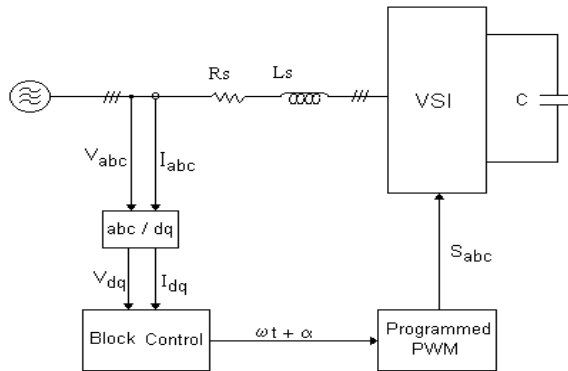 Rs
Ls
VSI
C
Vabc
Iabc
abc / dq
Vdq
Idq
Sabc
Block Control
ωt + α
Programmed
PWM